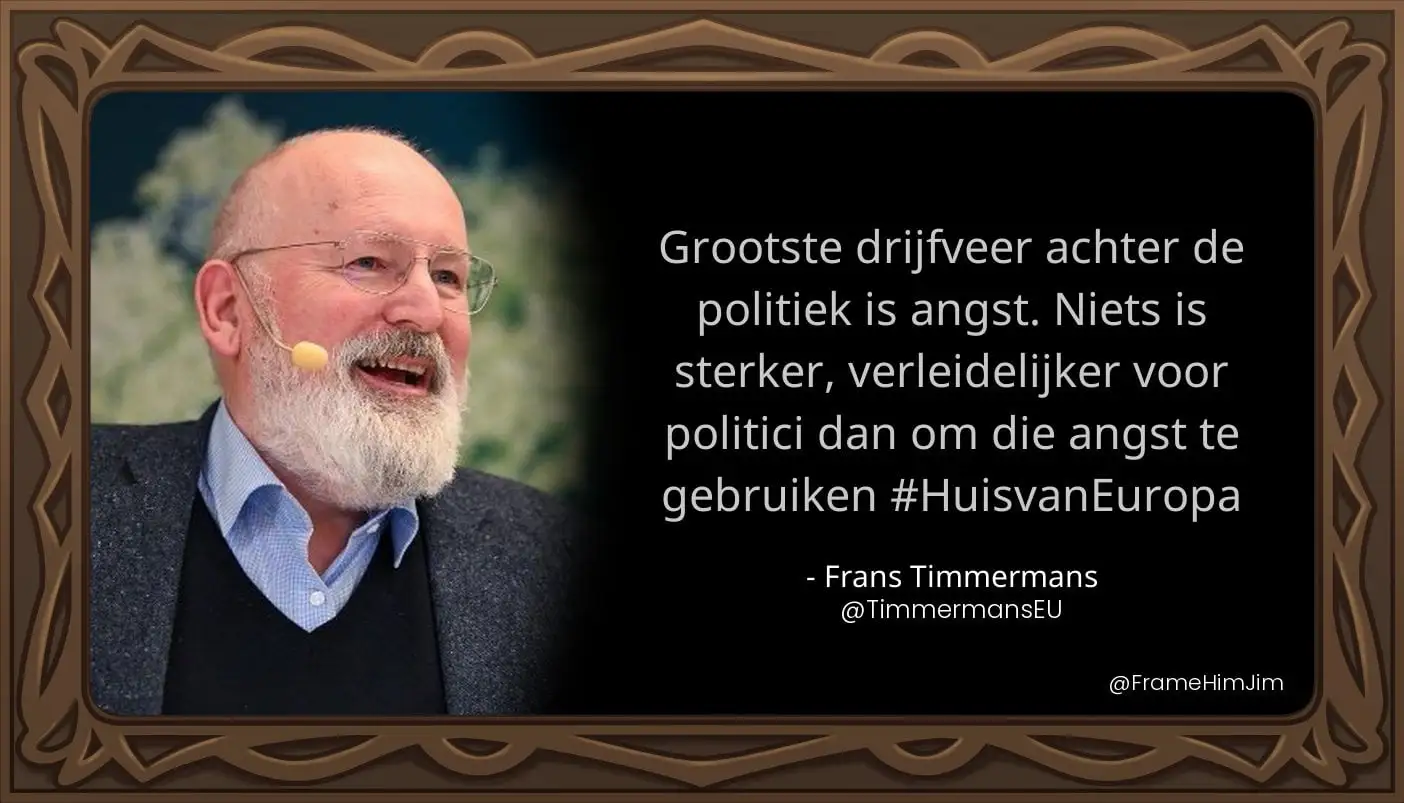 Grootste drijfveer achter de
politiek is angst. Niets is
sterker, verleidelijker voor
politici dan om die angst te
gebruiken #HuisvanEuropa
- Frans Timmermans
@TimmermansEU
@FrameHimJim